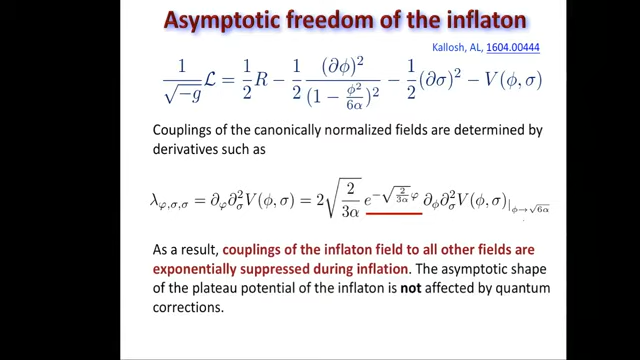 Asymptotic freedom of the inflaton
Kallosh, AL, 1604.00444
$\frac{1}{\sqrt{-g}} \mathcal{L} = \frac{1}{2} R - \frac{1}{2} \frac{(\partial\phi)^2}{(1 - \frac{\phi^2}{6\alpha})^2} - \frac{1}{2} (\partial\sigma)^2 - V(\phi, \sigma)$
Couplings of the canonically normalized fields are determined by
derivatives such as
$\lambda_{\varphi,\sigma,\sigma} = \partial_\varphi \partial_\sigma^2 V(\phi, \sigma) = 2\sqrt{\frac{2}{3\alpha}} e^{-\sqrt{\frac{2}{3\alpha}}\varphi} \partial_\phi \partial_\sigma^2 V(\phi, \sigma)_{|_{\phi \to \sqrt{6\alpha}}}$
As a result, couplings of the inflaton field to all other fields are
exponentially suppressed during inflation. The asymptotic shape
of the plateau potential of the inflaton is not affected by quantum
corrections.